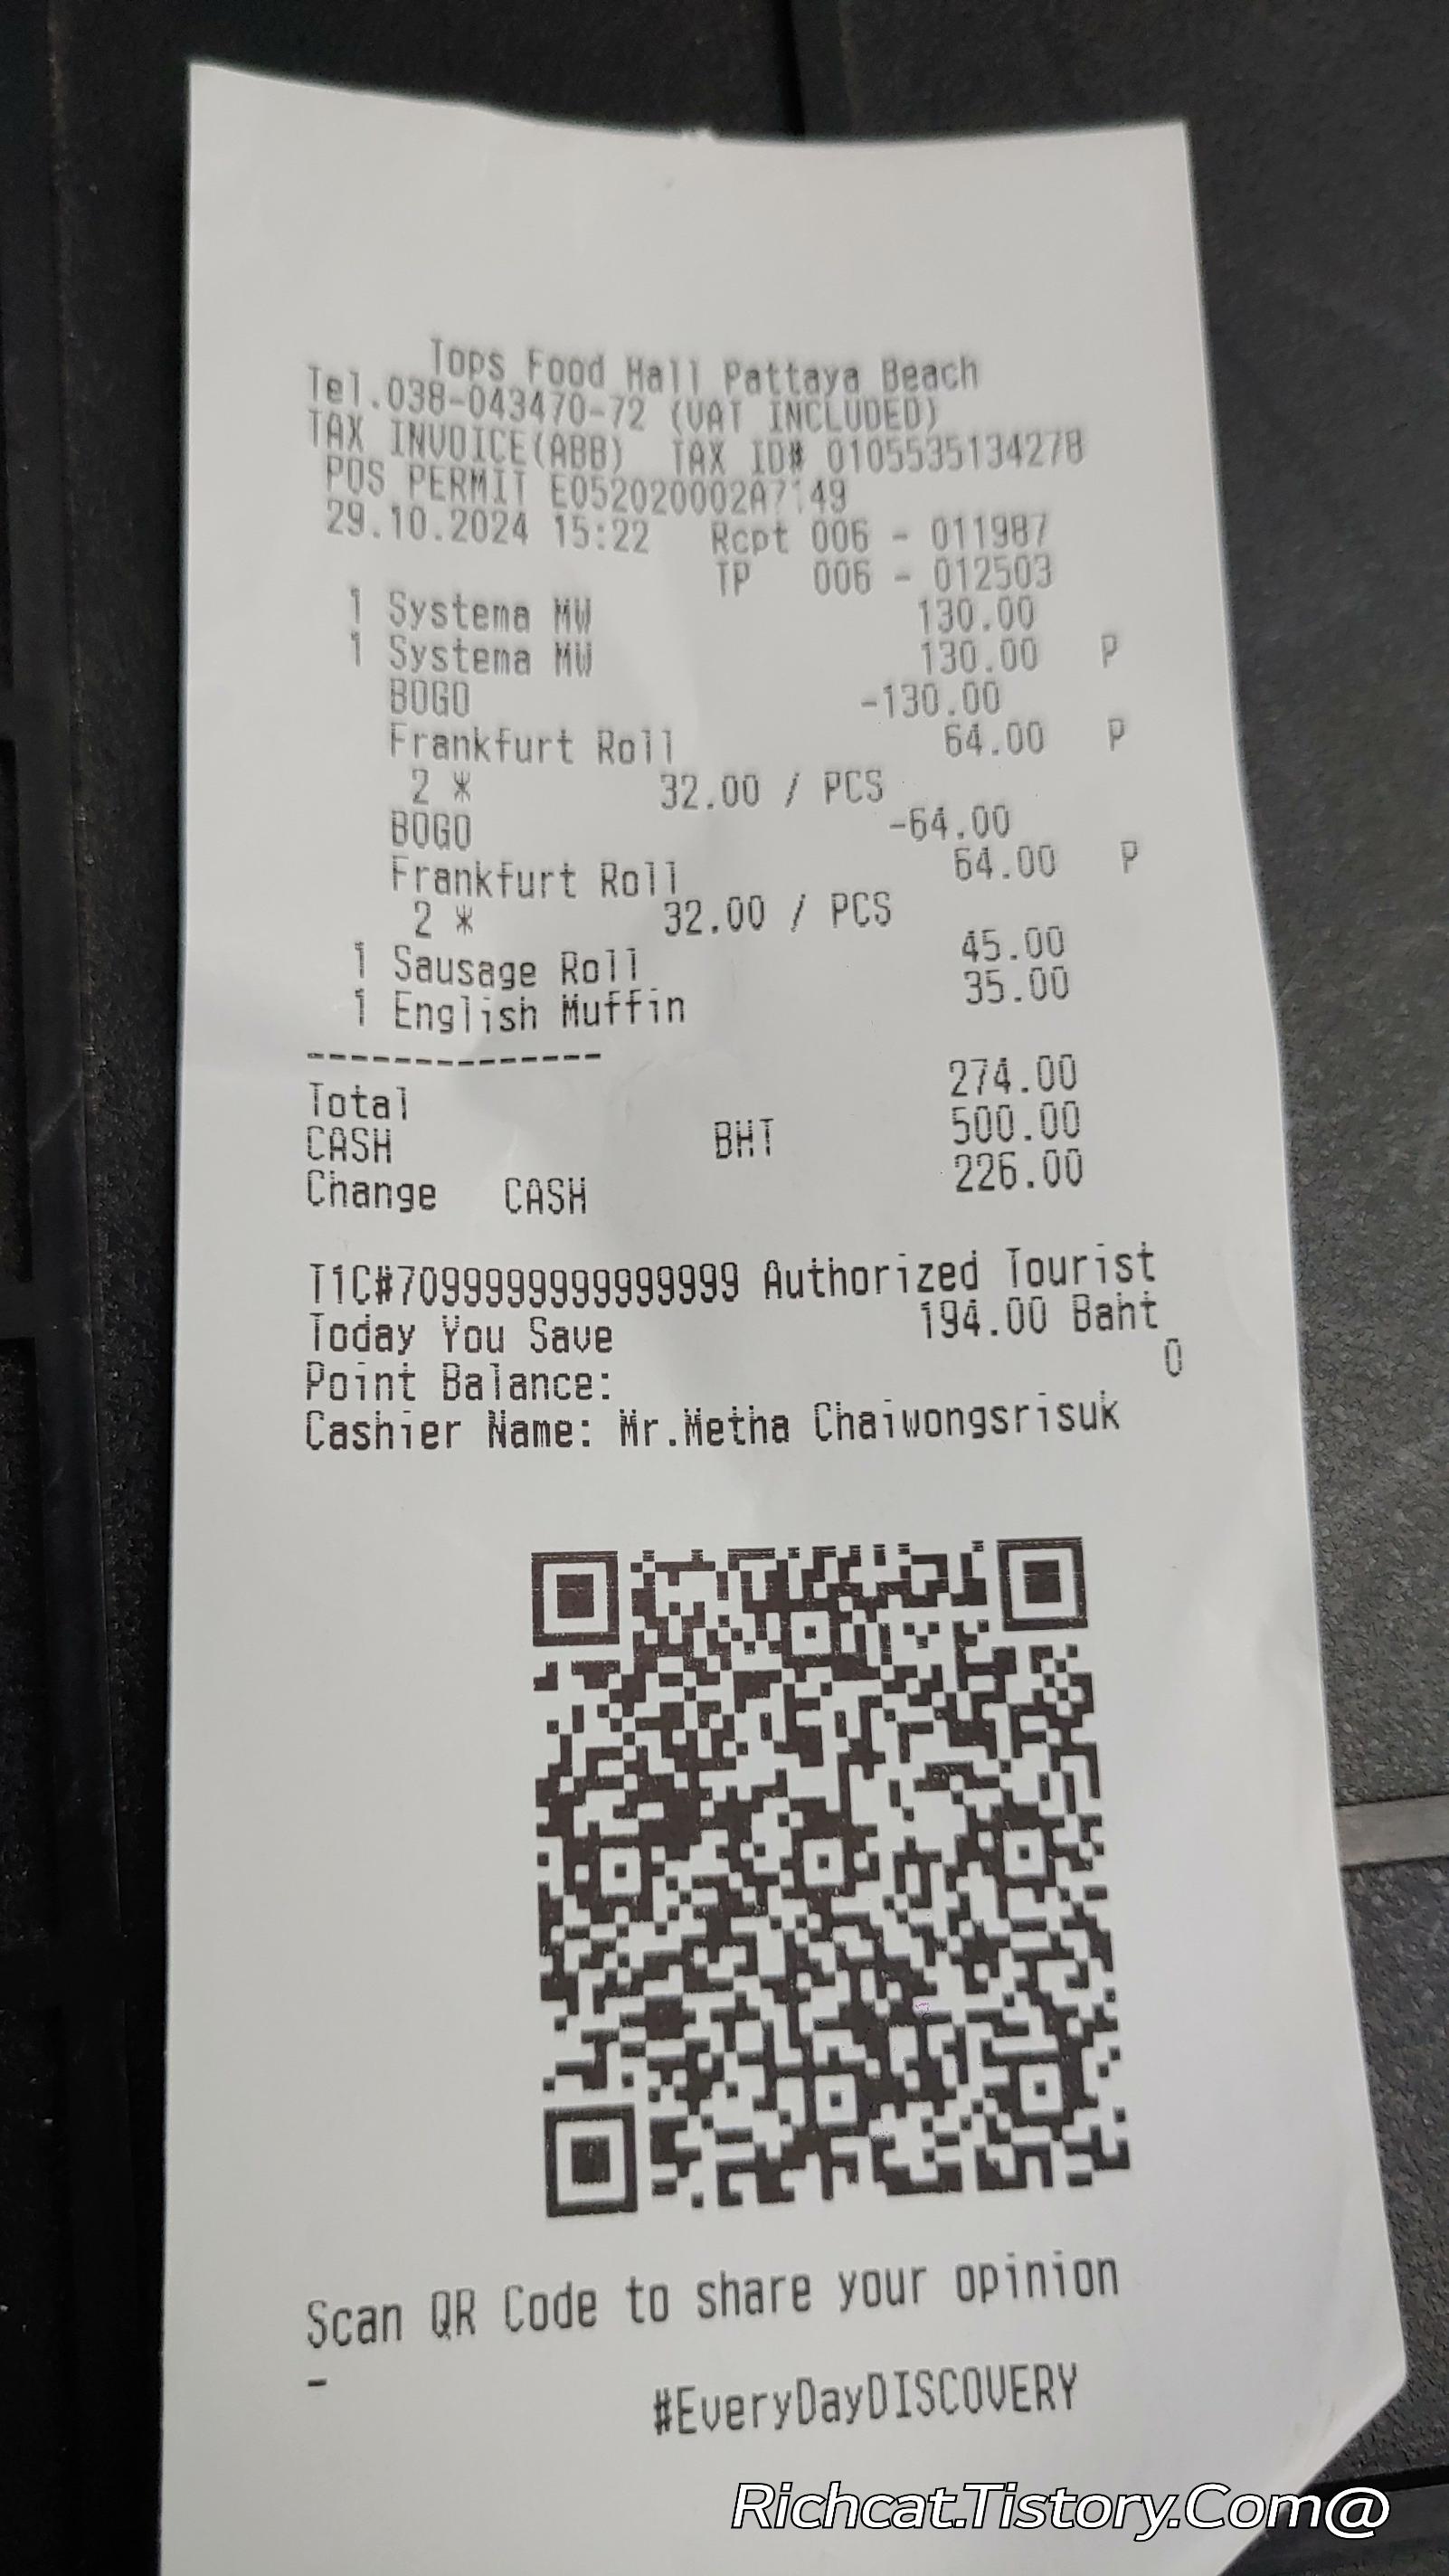 Tops Food Hall Pattaya Beach
Tel.038-043470-72 (VAT INCLUDED)
TAX INVOICE(ABB) TAX ID# 0105535134278
POS PERMIT E052020002A7149
29.10.2024 15:22 Rcpt 006 - 011987
TP 006 - 012503
1 Systema MW 130.00
1 Systema MW 130.00 P
BOGO -130.00
Frankfurt Roll 64.00 P
2 * 32.00 / PCS
BOGO -64.00
Frankfurt Roll 64.00 P
2 * 32.00 / PCS
1 Sausage Roll 45.00
1 English Muffin 35.00
--------------
Total 274.00
CASH BHT 500.00
Change CASH 226.00
T1C#7099999999999999 Authorized Tourist
Today You Save 194.00 Baht
Point Balance: 0
Cashier Name: Mr.Metha Chaiwongsrisuk
Scan QR Code to share your opinion
-
#EveryDayDISCOVERY
Richcat.Tistory.Com@